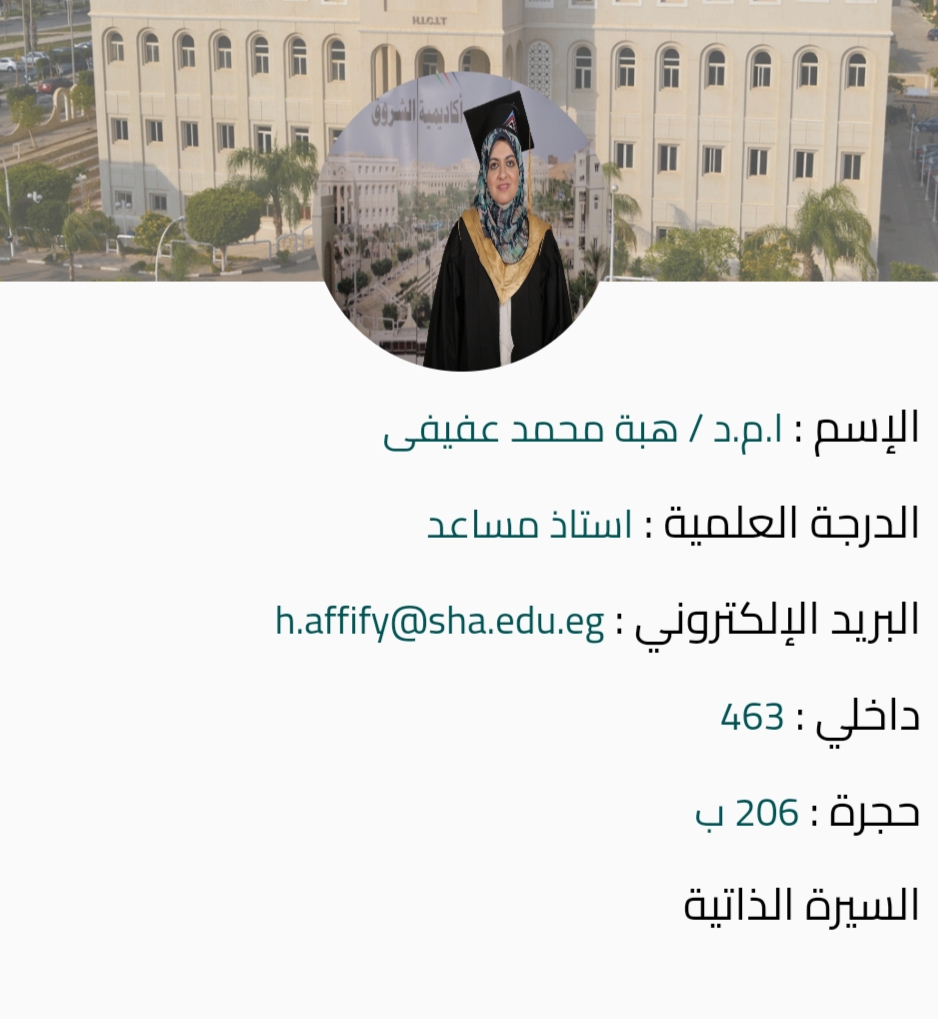 H.I.C.I.T
أكاديمية الشروق
الإسم : ا.م.د / هبة محمد عفيفى
الدرجة العلمية : استاذ مساعد
البريد الإلكتروني : h.affify@sha.edu.eg
داخلي : 463
حجرة : 206 ب
السيرة الذاتية